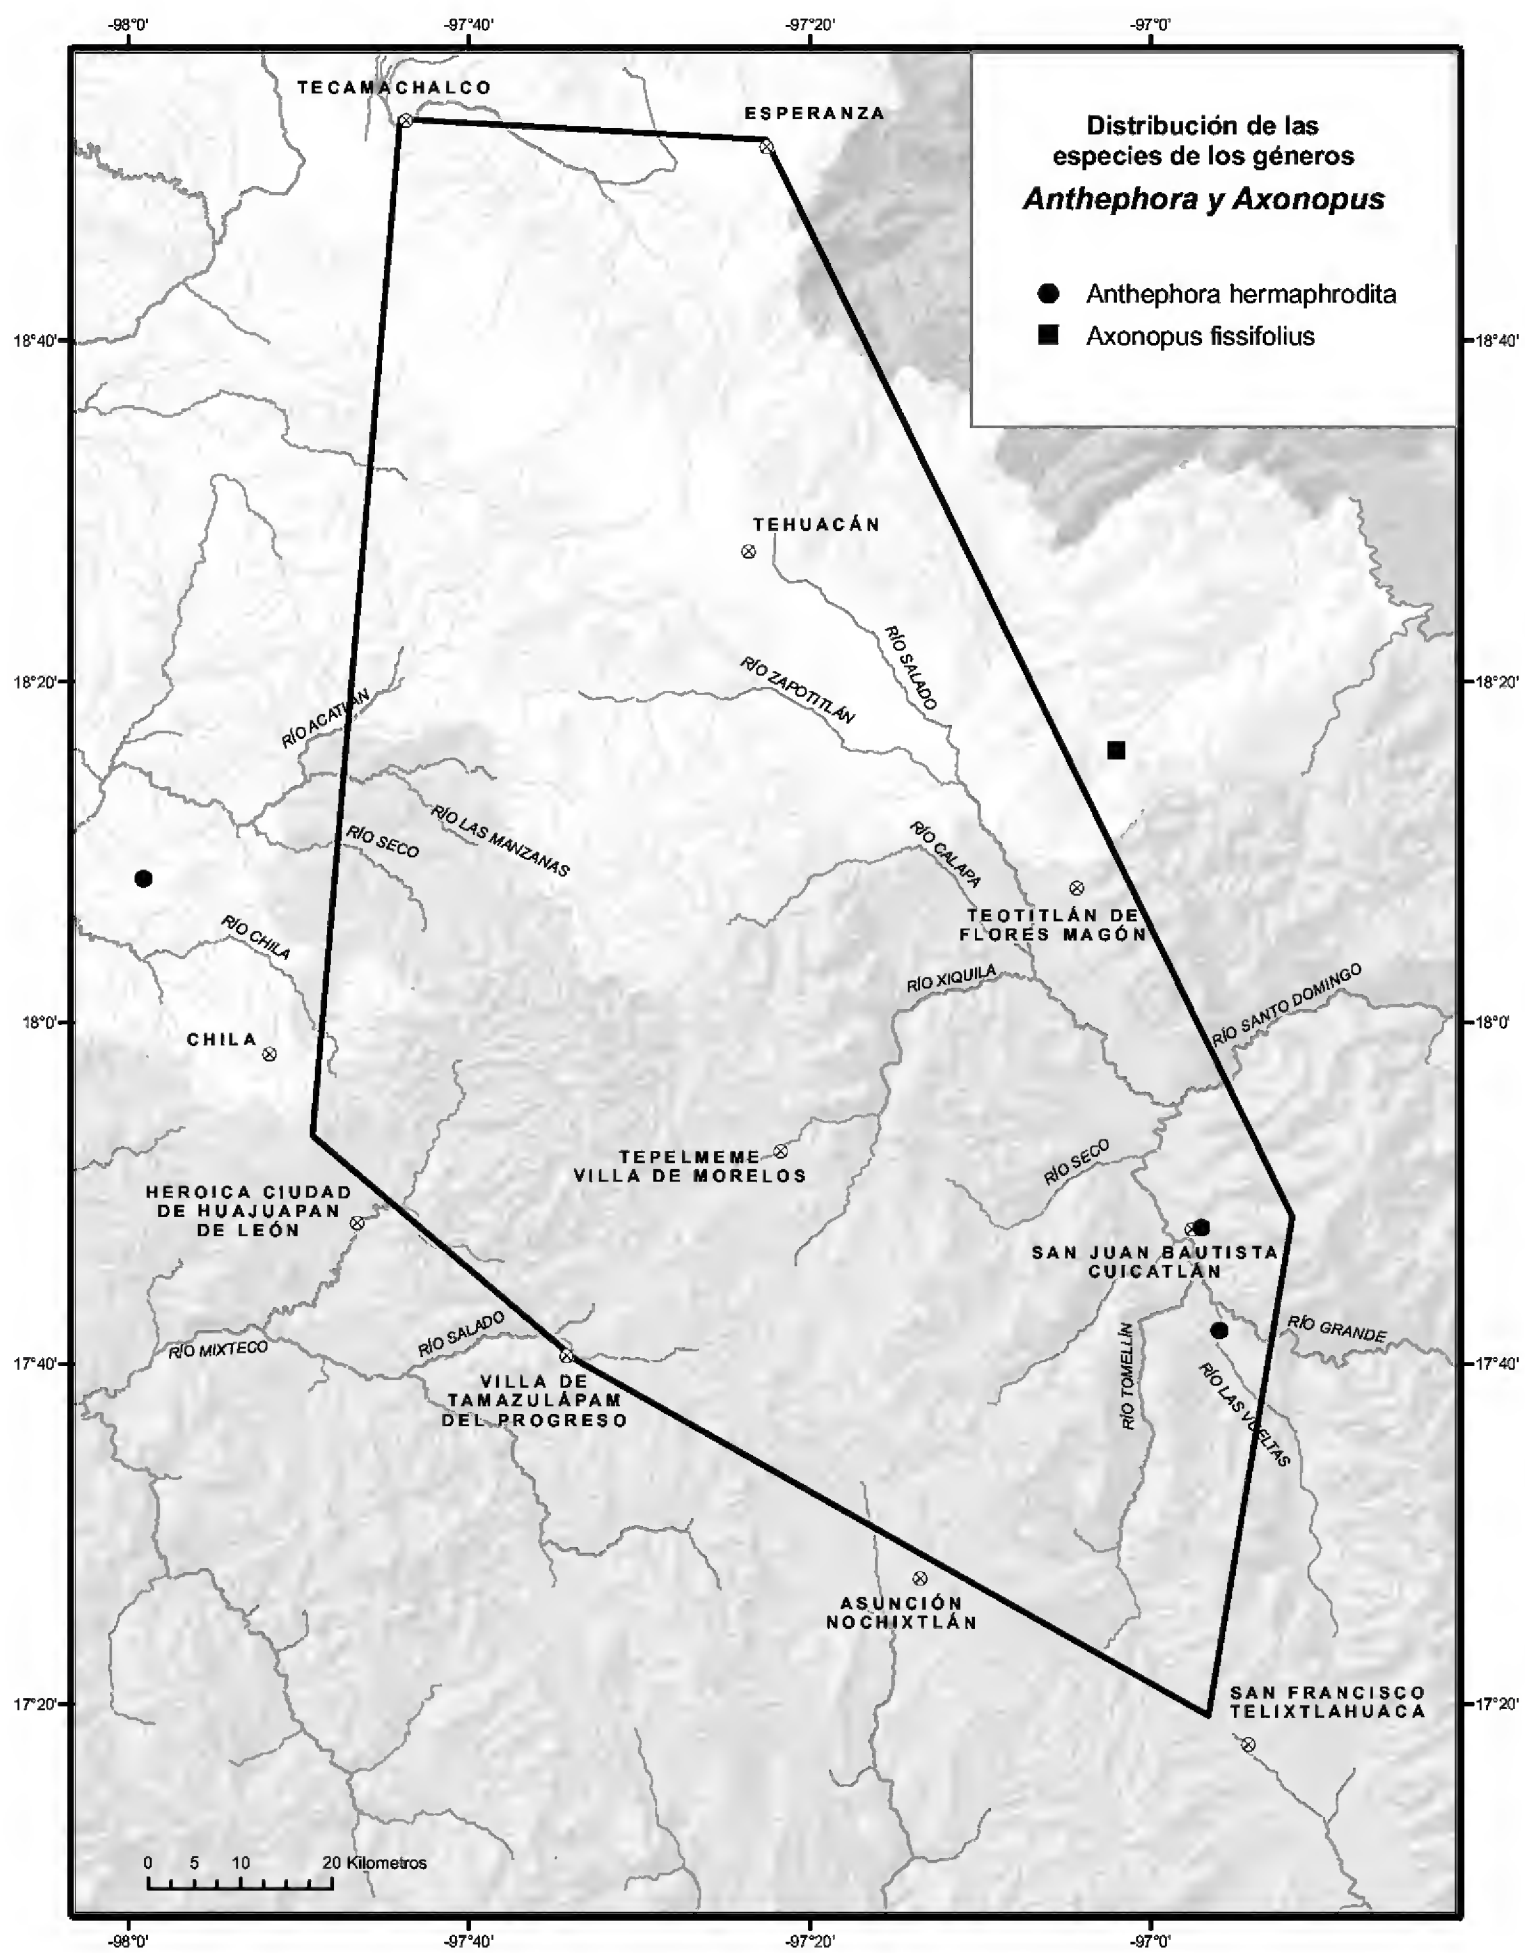 -98°0'
-97°40'
-97°20'
-97°0'
TECAMACHALCO
ESPERANZA
Distribución de las
especies de los géneros
Anthephora y Axonopus
Anthephora hermaphrodita
Axonopus fissifolius
18°40'
18°40'
TEHUACÁN
RÍO SALADO
RÍO ZAPOTITLÁN
18°20'
18°20'
RÍO ACATLÁN
RÍO LAS MANZANAS
RÍO SECO
RÍO CALAPA
TEOTITLÁN DE
FLORES MAGÓN
RÍO CHILA
RÍO XIQUILA
RÍO SANTO DOMINGO
18°0'
18°0'
CHILA
TEPELMEME
VILLA DE MORELOS
RÍO SECO
HEROICA CIUDAD
DE HUAJUAPAN
DE LEÓN
SAN JUAN BAUTISTA
CUICATLÁN
RÍO MIXTECO
RÍO SALADO
RÍO GRANDE
17°40'
17°40'
VILLA DE
TAMAZULÁPAM
DEL PROGRESO
RÍO TOMELLÍN
RÍO LAS VUELTAS
ASUNCIÓN
NOCHIXTLÁN
SAN FRANCISCO
TELIXTLAHUACA
17°20'
17°20'
0 5 10 20 Kilometros
-98°0'
-97°40'
-97°20'
-97°0'